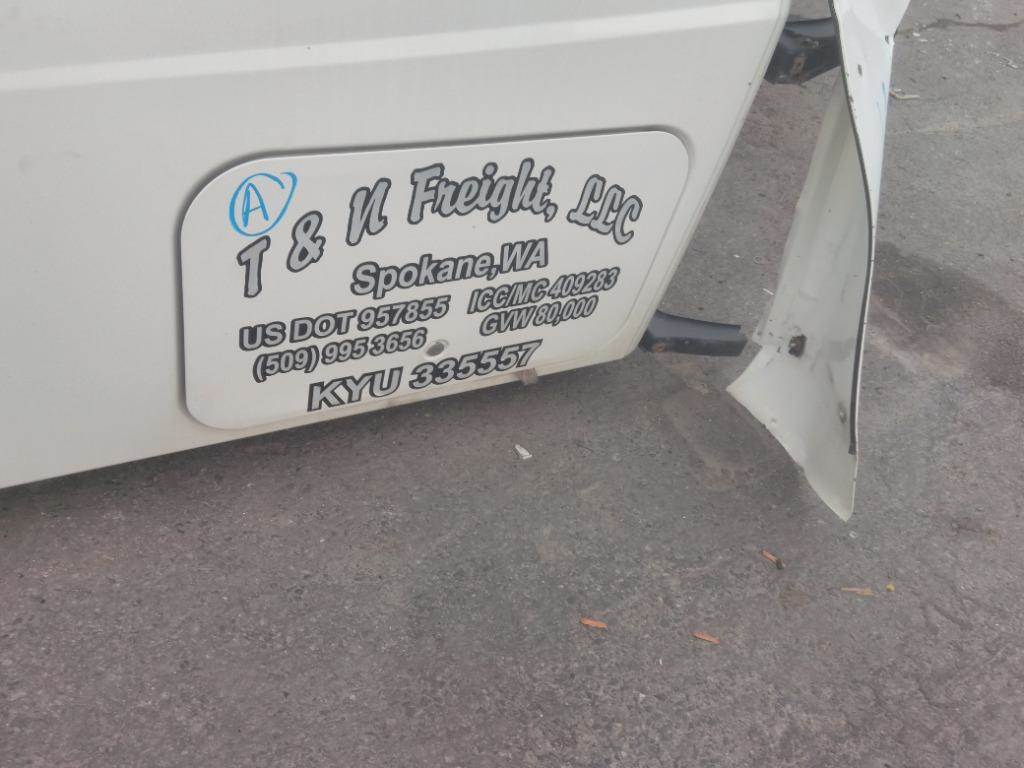 A
T & N Freight, LLC
Spokane, WA
US DOT 957855 ICC/MC 409283
(509) 995 3656 GVW 80,000
KYU 335557